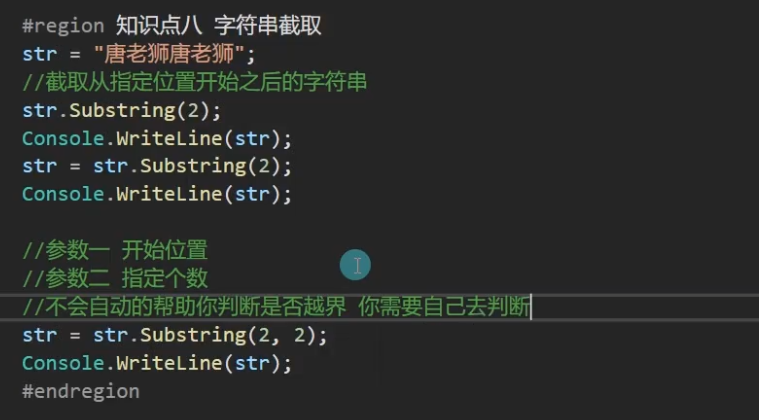 #region 知识点八 字符串截取
str = "唐老狮唐老狮";
//截取从指定位置开始之后的字符串
str.Substring(2);
Console.WriteLine(str);
str = str.Substring(2);
Console.WriteLine(str);
//参数一 开始位置
//参数二 指定个数
//不会自动的帮助你判断是否越界 你需要自己去判断
str = str.Substring(2, 2);
Console.WriteLine(str);
#endregion